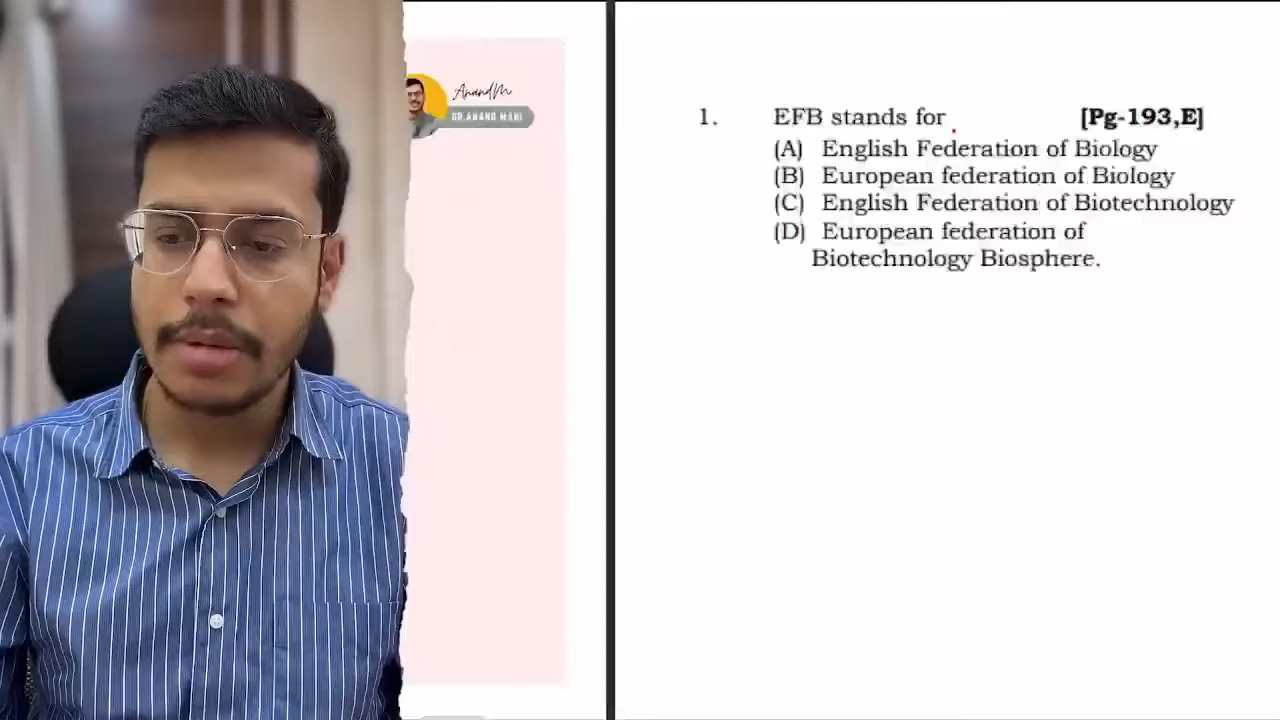 AnandM
DR.ANAND MANI
1. EFB stands for [Pg-193,E]
(A) English Federation of Biology
(B) European federation of Biology
(C) English Federation of Biotechnology
(D) European federation of
Biotechnology Biosphere.